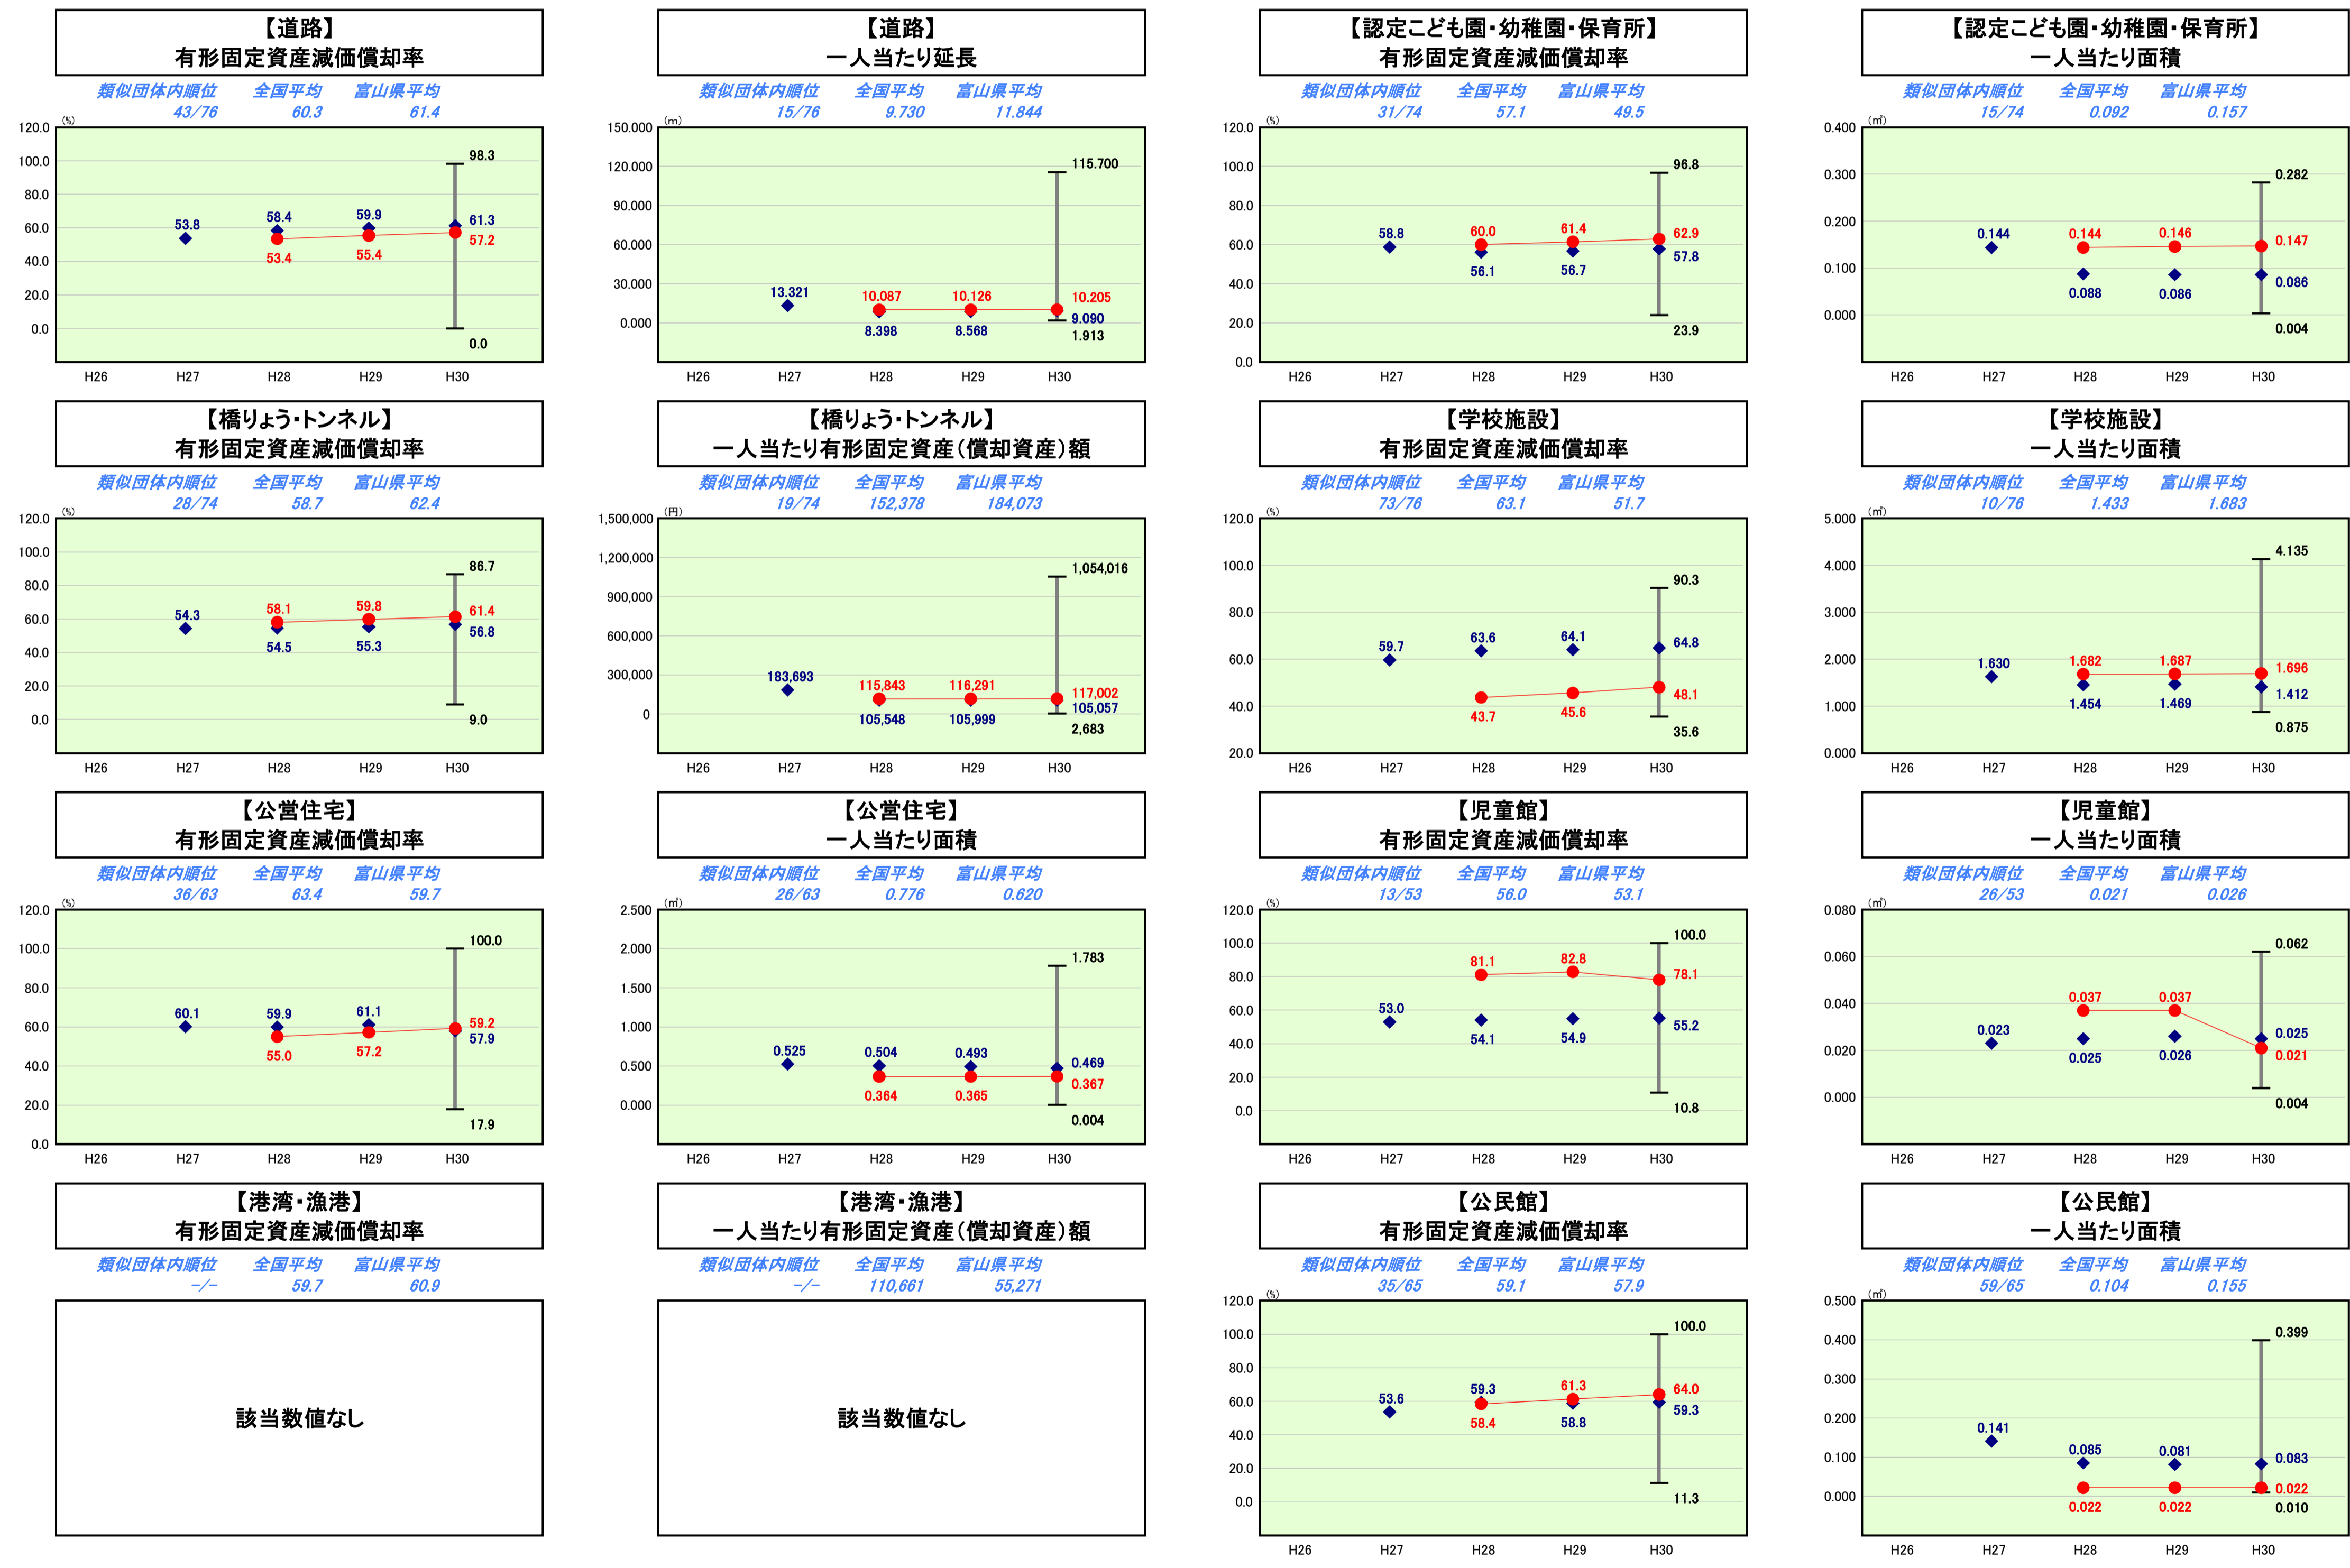 【道路】
有形固定資産減価償却率
類似団体内順位 全国平均 富山県平均
43/76 60.3 61.4
(%)
120.0
100.0
80.0
60.0
40.0
20.0
0.0
98.3
53.8 58.4 59.9 61.3
53.4 55.4 57.2
0.0
H26 H27 H28 H29 H30
【道路】
一人当たり延長
類似団体内順位 全国平均 富山県平均
15/76 9.730 11.844
(m)
150.000
120.000
90.000
60.000
30.000
0.000
115.700
13.321 10.087 10.126 10.205
8.398 8.568 9.090
1.913
H26 H27 H28 H29 H30
【認定こども園・幼稚園・保育所】
有形固定資産減価償却率
類似団体内順位 全国平均 富山県平均
31/74 57.1 49.5
(%)
120.0
100.0
80.0
60.0
40.0
20.0
0.0
96.8
58.8 60.0 61.4 62.9
56.1 56.7 57.8
23.9
H26 H27 H28 H29 H30
【認定こども園・幼稚園・保育所】
一人当たり面積
類似団体内順位 全国平均 富山県平均
15/74 0.092 0.157
(㎡)
0.400
0.300
0.200
0.100
0.000
0.282
0.144 0.144 0.146 0.147
0.088 0.086 0.086
0.004
H26 H27 H28 H29 H30
【橋りょう・トンネル】
有形固定資産減価償却率
類似団体内順位 全国平均 富山県平均
28/74 58.7 62.4
(%)
120.0
100.0
80.0
60.0
40.0
20.0
0.0
86.7
54.3 58.1 59.8 61.4
54.5 55.3 56.8
9.0
H26 H27 H28 H29 H30
【橋りょう・トンネル】
一人当たり有形固定資産(償却資産)額
類似団体内順位 全国平均 富山県平均
19/74 152,378 184,073
(円)
1,500,000
1,200,000
900,000
600,000
300,000
0
1,054,016
183,693 115,843 116,291 117,002
105,548 105,999 105,057
2,683
H26 H27 H28 H29 H30
【学校施設】
有形固定資産減価償却率
類似団体内順位 全国平均 富山県平均
73/76 63.1 51.7
(%)
120.0
100.0
80.0
60.0
40.0
20.0
90.3
59.7 63.6 64.1 64.8
43.7 45.6 48.1
35.6
H26 H27 H28 H29 H30
【学校施設】
一人当たり面積
類似団体内順位 全国平均 富山県平均
10/76 1.433 1.683
(㎡)
5.000
4.000
3.000
2.000
1.000
0.000
4.135
1.630 1.682 1.687 1.696
1.454 1.469 1.412
0.875
H26 H27 H28 H29 H30
【公営住宅】
有形固定資産減価償却率
類似団体内順位 全国平均 富山県平均
36/63 63.4 59.7
(%)
120.0
100.0
80.0
60.0
40.0
20.0
0.0
100.0
60.1 59.9 61.1 59.2
55.0 57.2 57.9
17.9
H26 H27 H28 H29 H30
【公営住宅】
一人当たり面積
類似団体内順位 全国平均 富山県平均
26/63 0.776 0.620
(㎡)
2.500
2.000
1.500
1.000
0.500
0.000
1.783
0.525 0.504 0.493 0.469
0.364 0.365 0.367
0.004
H26 H27 H28 H29 H30
【児童館】
有形固定資産減価償却率
類似団体内順位 全国平均 富山県平均
13/53 56.0 53.1
(%)
120.0
100.0
80.0
60.0
40.0
20.0
0.0
100.0
81.1 82.8 78.1
53.0 54.1 54.9 55.2
10.8
H26 H27 H28 H29 H30
【児童館】
一人当たり面積
類似団体内順位 全国平均 富山県平均
26/53 0.021 0.026
(㎡)
0.080
0.060
0.040
0.020
0.000
0.062
0.037 0.037 0.025
0.023 0.025 0.026 0.021
0.004
H26 H27 H28 H29 H30
【港湾・漁港】
有形固定資産減価償却率
類似団体内順位 全国平均 富山県平均
-/- 59.7 60.9
該当数値なし
【港湾・漁港】
一人当たり有形固定資産(償却資産)額
類似団体内順位 全国平均 富山県平均
-/- 110,661 55,271
該当数値なし
【公民館】
有形固定資産減価償却率
類似団体内順位 全国平均 富山県平均
35/65 59.1 57.9
(%)
120.0
100.0
80.0
60.0
40.0
20.0
0.0
100.0
53.6 59.3 61.3 64.0
58.4 58.8 59.3
11.3
H26 H27 H28 H29 H30
【公民館】
一人当たり面積
類似団体内順位 全国平均 富山県平均
59/65 0.104 0.155
(㎡)
0.500
0.400
0.300
0.200
0.100
0.000
0.399
0.141 0.085 0.081 0.083
0.022 0.022 0.022
0.010
H26 H27 H28 H29 H30